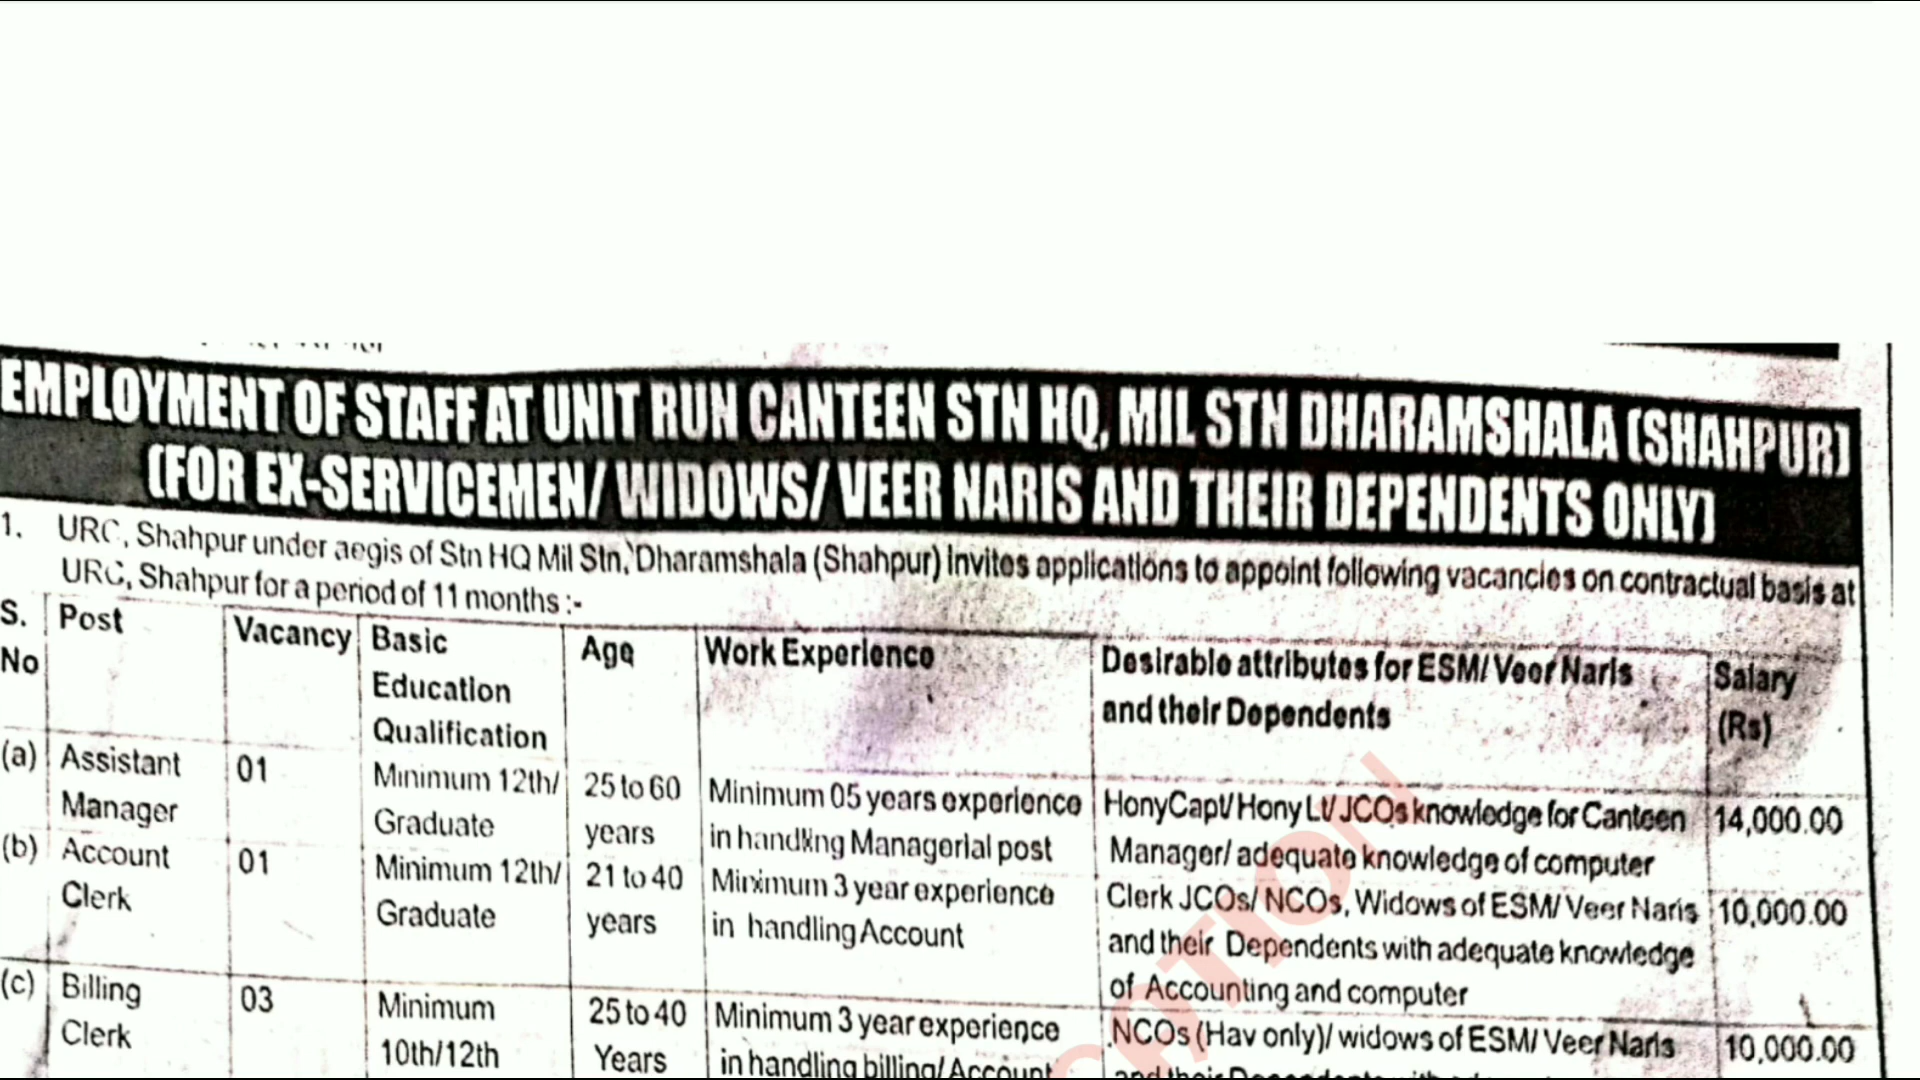 EMPLOYMENT OF STAFF AT UNIT RUN CANTEEN STN HQ, MIL STN DHARAMSHALA (SHAHPUR)
(FOR EX-SERVICEMEN/ WIDOWS/ VEER NARIS AND THEIR DEPENDENTS ONLY)
1. URC, Shahpur under aegis of Stn HQ Mil Stn, Dharamshala (Shahpur) invites applications to appoint following vacancies on contractual basis at
URC, Shahpur for a period of 11 months :-
S. No
Post
Vacancy
Basic
Education
Qualification
Age
Work Experience
Desirable attributes for ESM/ Veer Naris
and their Dependents
Salary
(Rs)
(a)
Assistant
Manager
01
Minimum 12th/
Graduate
25 to 60
years
Minimum 05 years experience
in handling Managerial post
Hony Capt/ Hony Lt/ JCOs knowledge for Canteen
Manager/ adequate knowledge of computer
14,000.00
(b)
Account
Clerk
01
Minimum 12th/
Graduate
21 to 40
years
Minimum 3 year experience
in handling Account
Clerk JCOs/ NCOs, Widows of ESM/ Veer Naris
and their Dependents with adequate knowledge
of Accounting and computer
10,000.00
(c)
Billing
Clerk
03
Minimum
10th/12th
25 to 40
Years
Minimum 3 year experience
in handling billing/ Account
NCOs (Hav only)/ widows of ESM/ Veer Naris
10,000.00